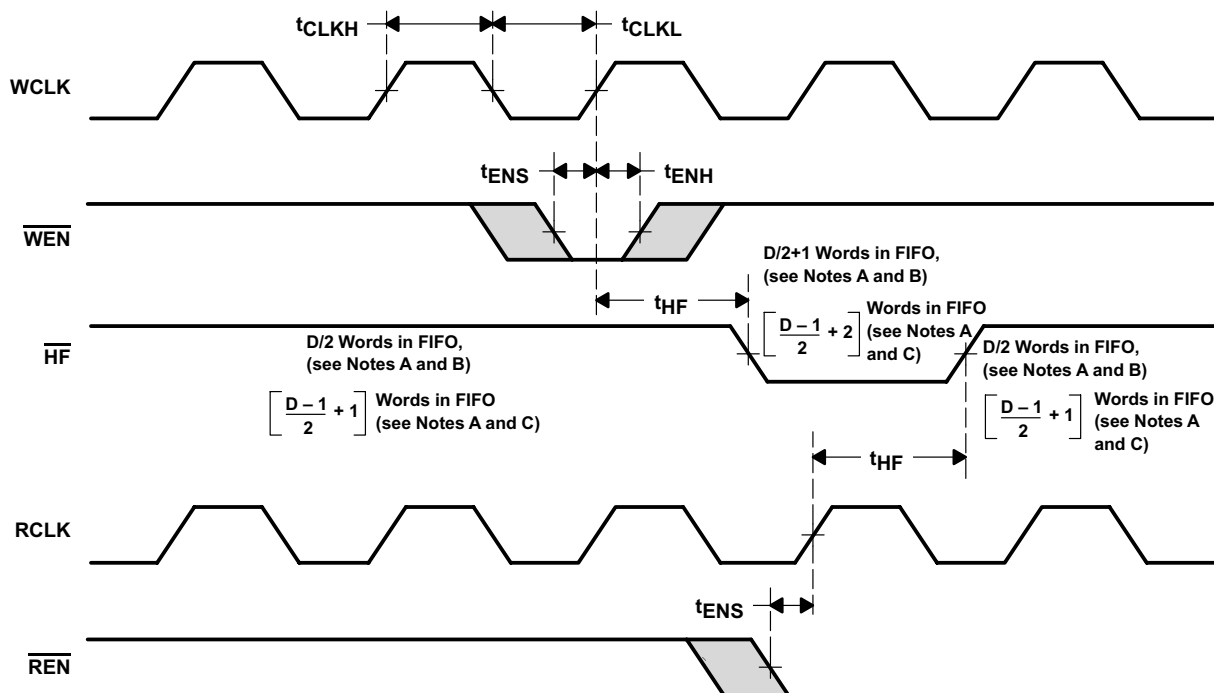 tCLKH tCLKL
WCLK
tENS tENH
WEN
D/2+1 Words in FIFO,
(see Notes A and B)
tHF
[ D – 1 / 2 + 2 ] Words in FIFO
(see Notes A
and C)
HF
D/2 Words in FIFO,
(see Notes A and B)
[ D – 1 / 2 + 1 ] Words in FIFO
(see Notes A and C)
D/2 Words in FIFO,
(see Notes A and B)
[ D – 1 / 2 + 1 ] Words in FIFO
(see Notes A
and C)
tHF
RCLK
tENS
REN